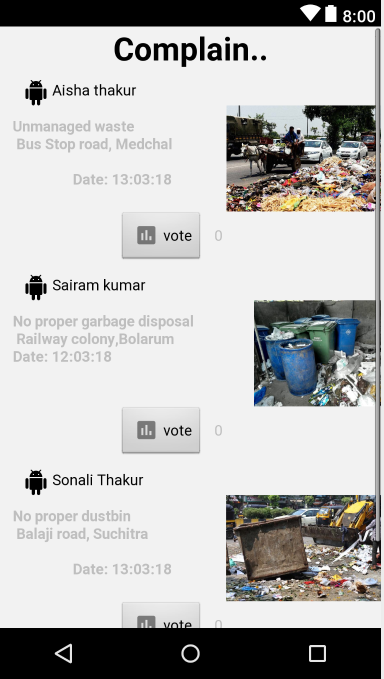 8:00
Complain..
Aisha thakur
Unmanaged waste
Bus Stop road, Medchal
Date: 13:03:18
vote 0
Sairam kumar
No proper garbage disposal
Railway colony,Bolarum
Date: 12:03:18
vote 0
Sonali Thakur
No proper dustbin
Balaji road, Suchitra
Date: 13:03:18
vote 0